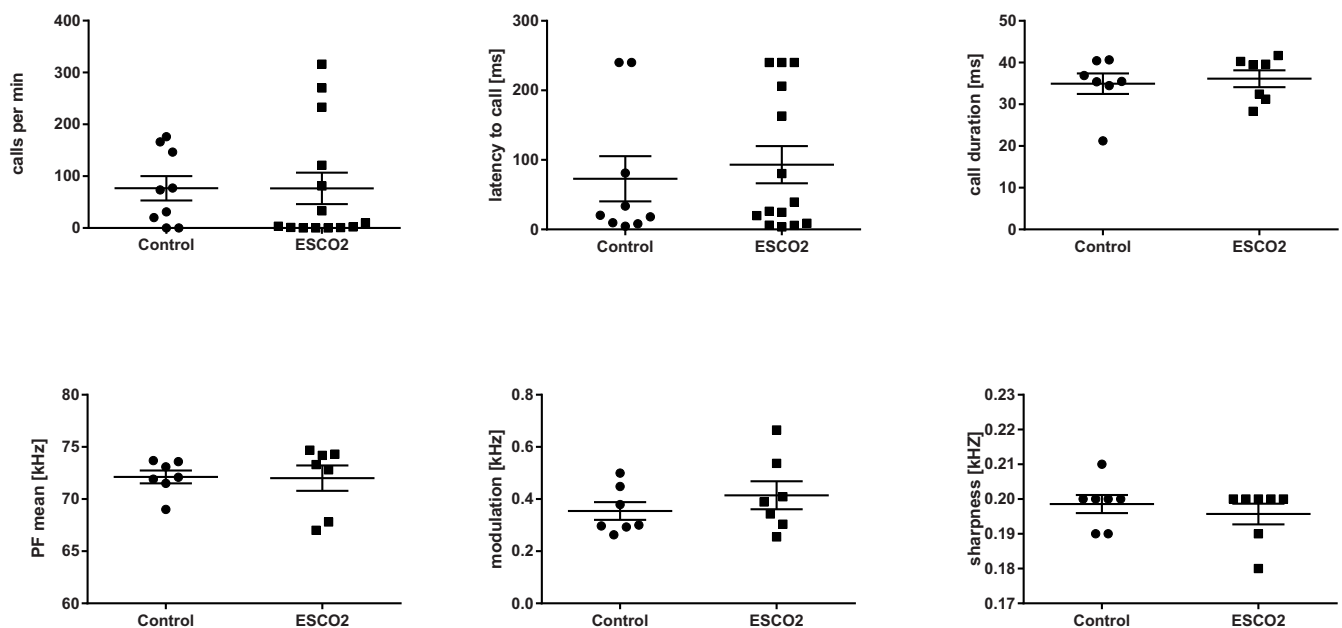 calls per min
400
300
200
100
0
Control ESCO2
latency to call [ms]
300
200
100
0
Control ESCO2
call duration [ms]
50
40
30
20
10
0
Control ESCO2
PF mean [kHz]
80
75
70
65
60
Control ESCO2
modulation [kHz]
0.8
0.6
0.4
0.2
0.0
Control ESCO2
sharpness [kHZ]
0.23
0.22
0.21
0.20
0.19
0.18
0.17
Control ESCO2